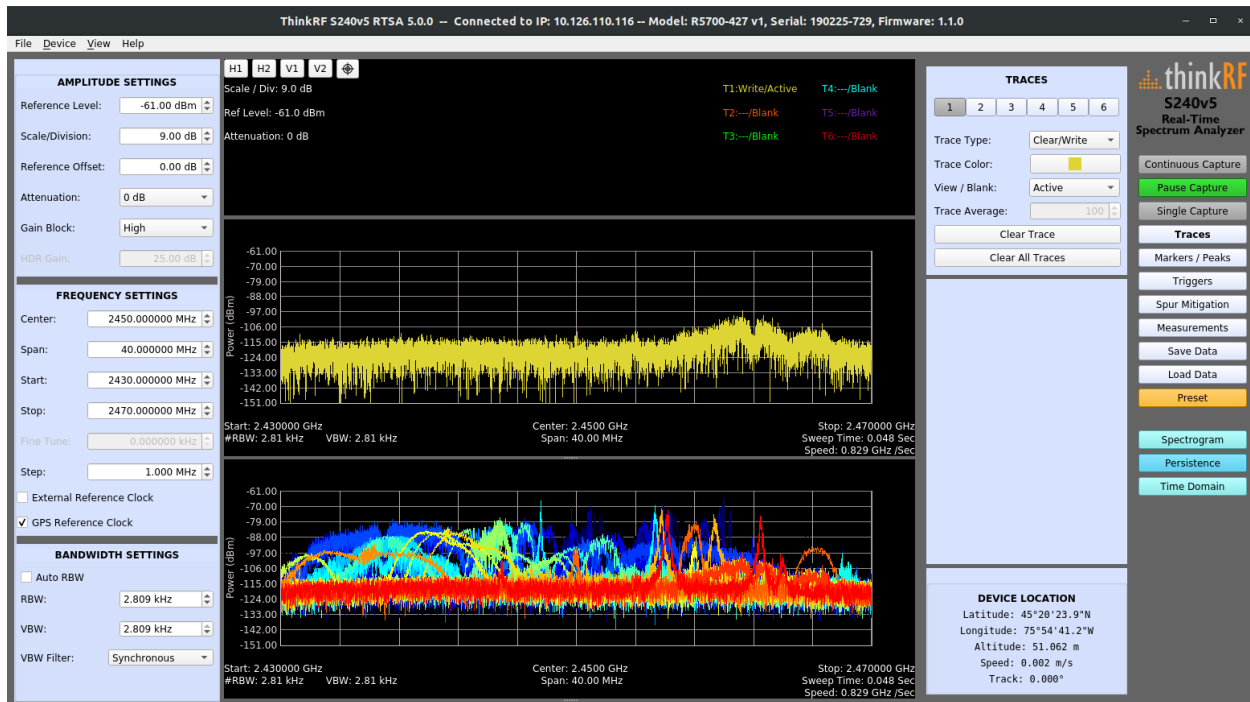 ThinkRF S240v5 RTSA 5.0.0 -- Connected to IP: 10.126.110.116 -- Model: R5700-427 v1, Serial: 190225-729, Firmware: 1.1.0
File Device View Help
AMPLITUDE SETTINGS
Reference Level: -61.00 dBm
Scale/Division: 9.00 dB
Reference Offset: 0.00 dB
Attenuation: 0 dB
Gain Block: High
HDR Gain: 25.00 dB
FREQUENCY SETTINGS
Center: 2450.000000 MHz
Span: 40.000000 MHz
Start: 2430.000000 MHz
Stop: 2470.000000 MHz
Fine Tune: 0.000000 kHz
Step: 1.000 MHz
External Reference Clock
GPS Reference Clock
BANDWIDTH SETTINGS
Auto RBW
RBW: 2.809 kHz
VBW: 2.809 kHz
VBW Filter: Synchronous
H1 H2 V1 V2
Scale / Div: 9.0 dB
Ref Level: -61.0 dBm
Attenuation: 0 dB
T1:Write/Active T4:---/Blank
T2:---/Blank T5:---/Blank
T3:---/Blank T6:---/Blank
Power (dBm)
-61.00
-70.00
-79.00
-88.00
-97.00
-106.00
-115.00
-124.00
-133.00
-142.00
-151.00
Start: 2.430000 GHz Center: 2.4500 GHz Stop: 2.470000 GHz
#RBW: 2.81 kHz VBW: 2.81 kHz Span: 40.00 MHz Sweep Time: 0.048 Sec
Speed: 0.829 GHz /Sec
Power (dBm)
-61.00
-70.00
-79.00
-88.00
-97.00
-106.00
-115.00
-124.00
-133.00
-142.00
-151.00
Start: 2.430000 GHz Center: 2.4500 GHz Stop: 2.470000 GHz
#RBW: 2.81 kHz VBW: 2.81 kHz Span: 40.00 MHz Sweep Time: 0.048 Sec
Speed: 0.829 GHz /Sec
TRACES
1 2 3 4 5 6
Trace Type: Clear/Write
Trace Color:
View / Blank: Active
Trace Average: 100
Clear Trace
Clear All Traces
DEVICE LOCATION
Latitude: 45°20'23.9"N
Longitude: 75°54'41.2"W
Altitude: 51.062 m
Speed: 0.002 m/s
Track: 0.000°
thinkRF
S240v5
Real-Time
Spectrum Analyzer
Continuous Capture
Pause Capture
Single Capture
Traces
Markers / Peaks
Triggers
Spur Mitigation
Measurements
Save Data
Load Data
Preset
Spectrogram
Persistence
Time Domain